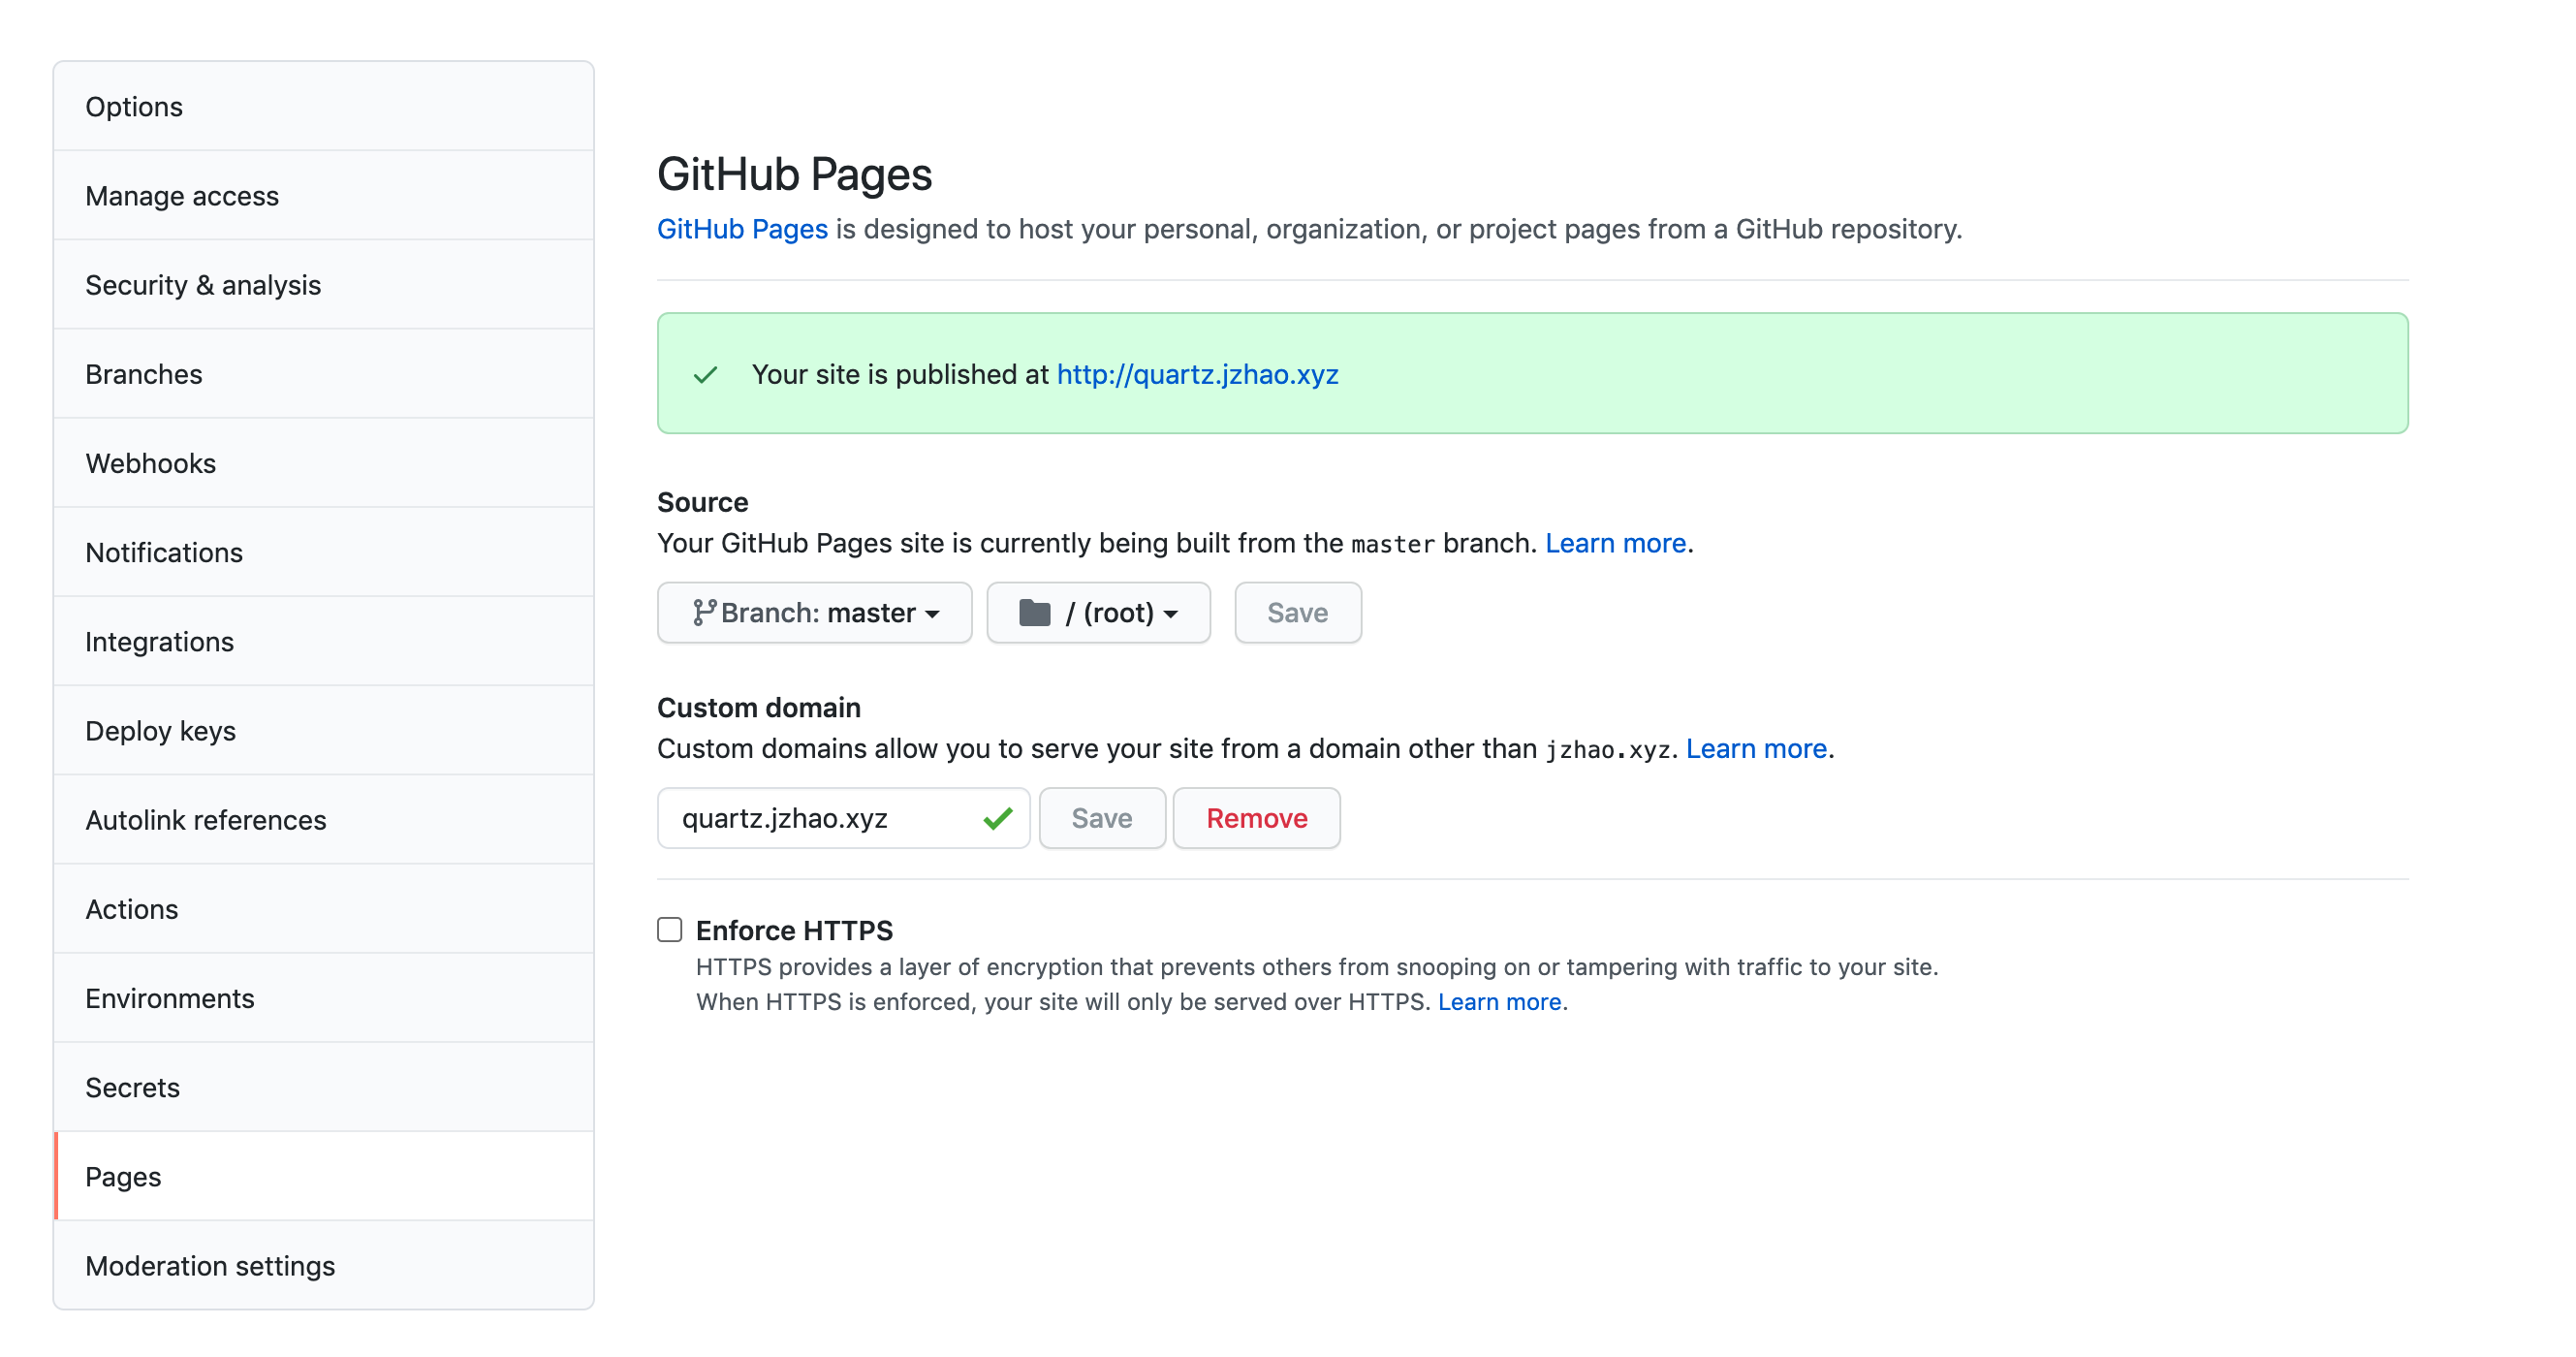 Options
Manage access
Security & analysis
Branches
Webhooks
Notifications
Integrations
Deploy keys
Autolink references
Actions
Environments
Secrets
Pages
Moderation settings
GitHub Pages
GitHub Pages is designed to host your personal, organization, or project pages from a GitHub repository.
Your site is published at http://quartz.jzhao.xyz
Source
Your GitHub Pages site is currently being built from the master branch. Learn more.
Branch: master / (root) Save
Custom domain
Custom domains allow you to serve your site from a domain other than jzhao.xyz. Learn more.
quartz.jzhao.xyz Save Remove
Enforce HTTPS
HTTPS provides a layer of encryption that prevents others from snooping on or tampering with traffic to your site.
When HTTPS is enforced, your site will only be served over HTTPS. Learn more.